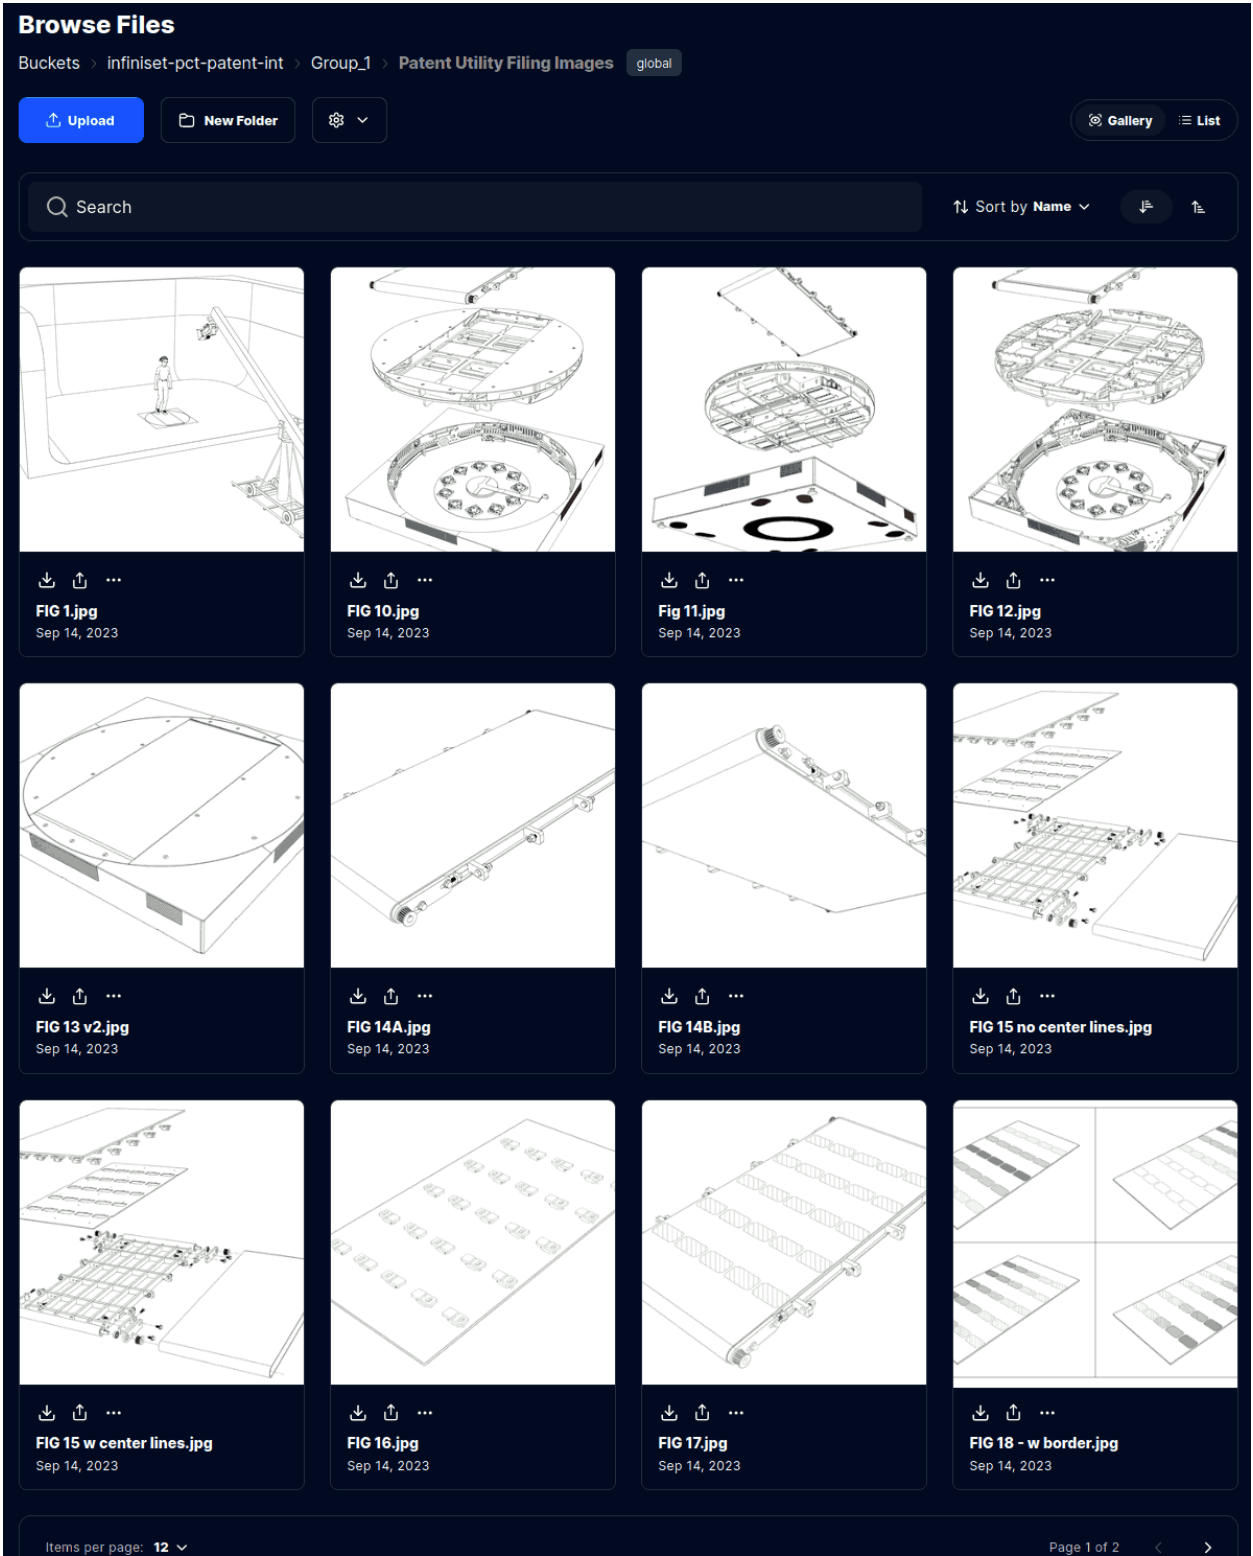 Browse Files
Buckets > infiniset-pct-patent-int > Group_1 > Patent Utility Filing Images global
Upload New Folder Gallery List
Search Sort by Name
FIG 1.jpg FIG 10.jpg Fig 11.jpg FIG 12.jpg
Sep 14, 2023 Sep 14, 2023 Sep 14, 2023 Sep 14, 2023
FIG 13 v2.jpg FIG 14A.jpg FIG 14B.jpg FIG 15 no center lines.jpg
Sep 14, 2023 Sep 14, 2023 Sep 14, 2023 Sep 14, 2023
FIG 15 w center lines.jpg FIG 16.jpg FIG 17.jpg FIG 18 - w border.jpg
Sep 14, 2023 Sep 14, 2023 Sep 14, 2023 Sep 14, 2023
Items per page: 12 Page 1 of 2